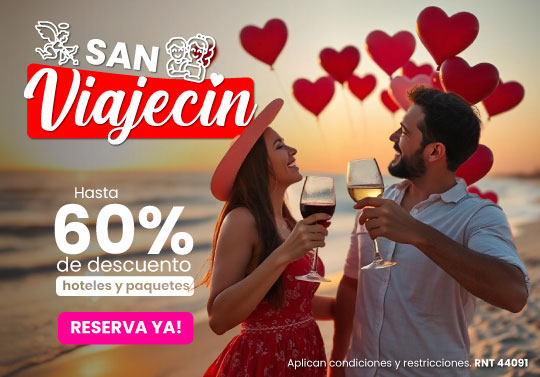 SAN
Viajecin
Hasta
60%
de descuento
hoteles y paquetes
RESERVA YA!
Aplican condiciones y restricciones. RNT 44091